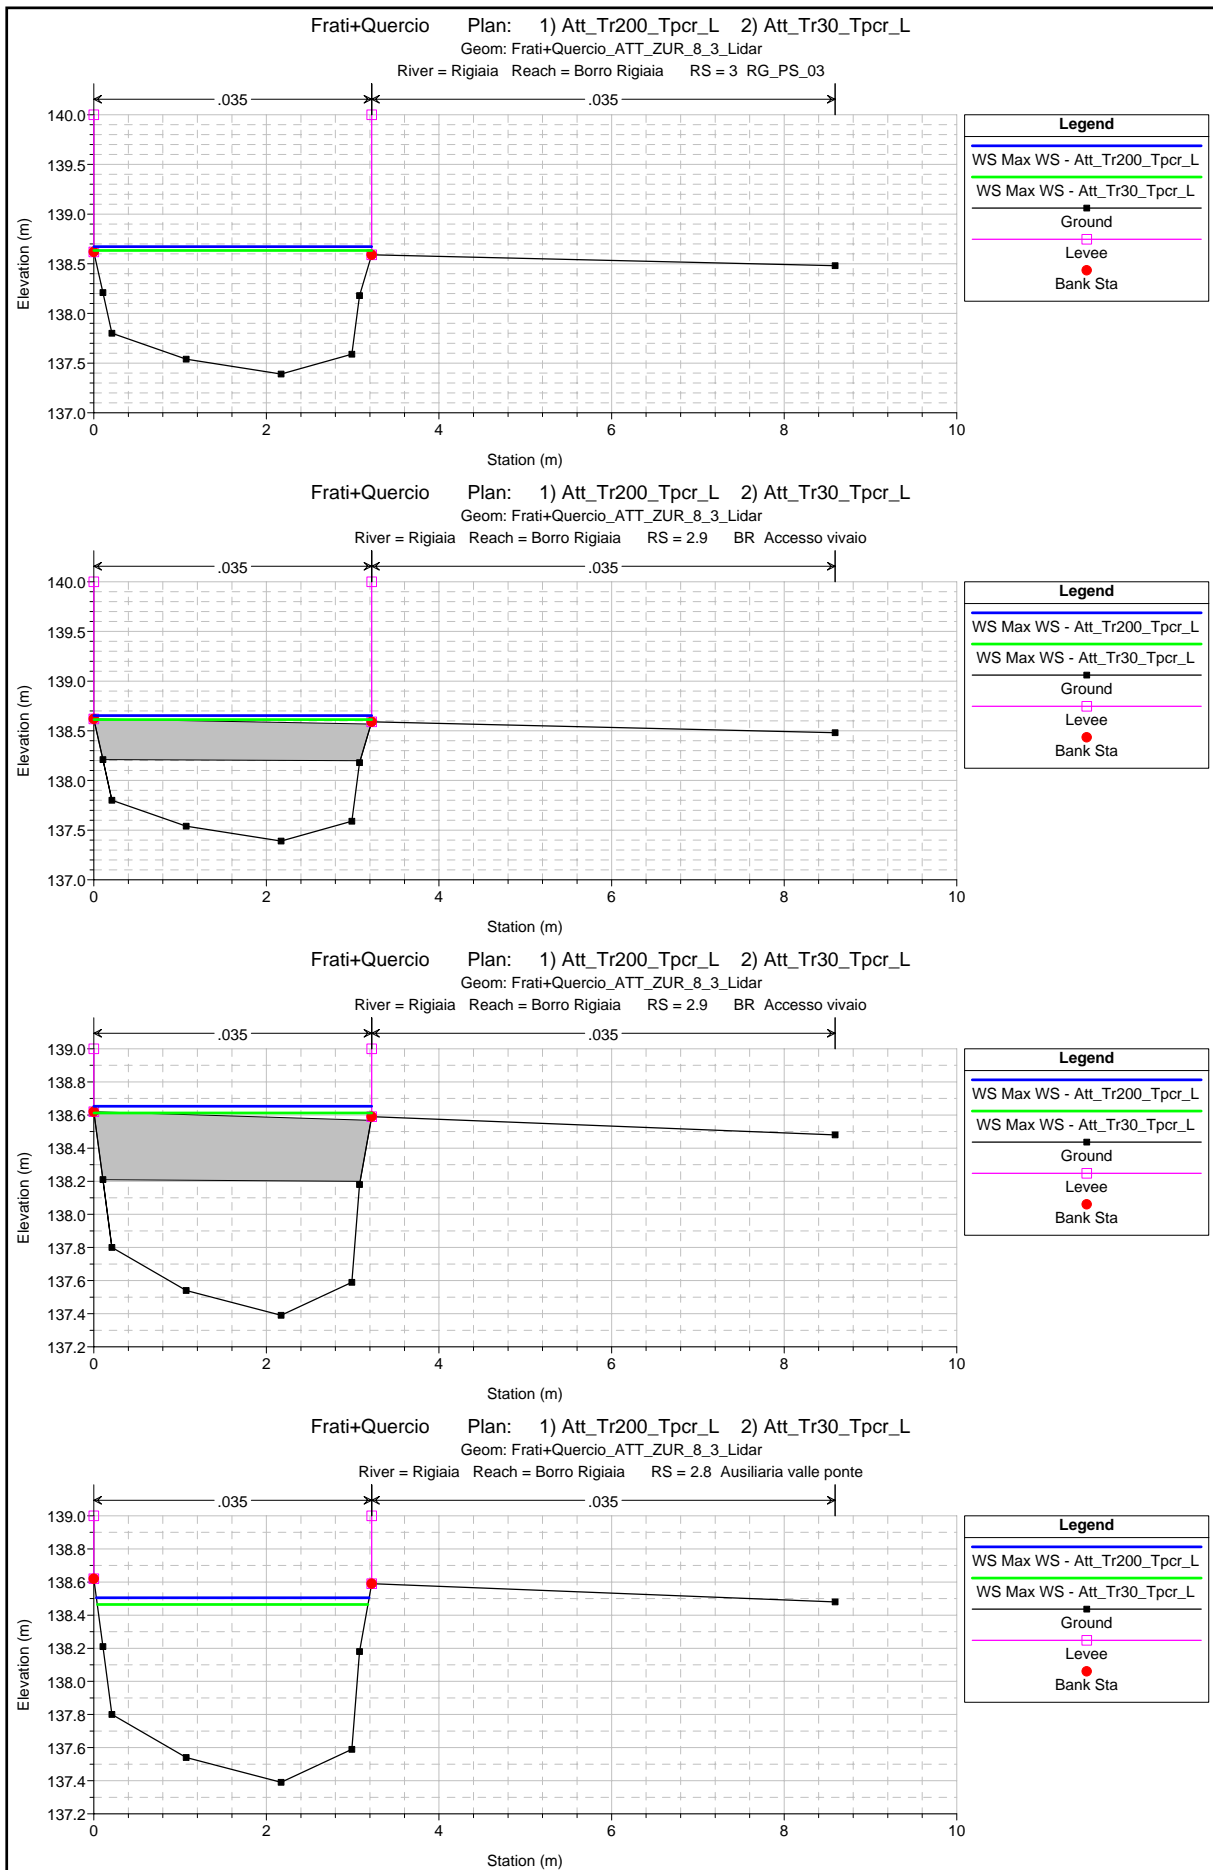 Frati+Quercio Plan: 1) Att_Tr200_Tpcr_L 2) Att_Tr30_Tpcr_L
Geom: Frati+Quercio_ATT_ZUR_8_3_Lidar
River = Rigiaia Reach = Borro Rigiaia RS = 3 RG_PS_03
.035 .035
140.0
139.5
139.0
138.5
138.0
137.5
137.0
Elevation (m)
0 2 4 6 8 10
Station (m)
Legend
WS Max WS - Att_Tr200_Tpcr_L
WS Max WS - Att_Tr30_Tpcr_L
Ground
Levee
Bank Sta
Frati+Quercio Plan: 1) Att_Tr200_Tpcr_L 2) Att_Tr30_Tpcr_L
Geom: Frati+Quercio_ATT_ZUR_8_3_Lidar
River = Rigiaia Reach = Borro Rigiaia RS = 2.9 BR Accesso vivaio
.035 .035
140.0
139.5
139.0
138.5
138.0
137.5
137.0
Elevation (m)
0 2 4 6 8 10
Station (m)
Legend
WS Max WS - Att_Tr200_Tpcr_L
WS Max WS - Att_Tr30_Tpcr_L
Ground
Levee
Bank Sta
Frati+Quercio Plan: 1) Att_Tr200_Tpcr_L 2) Att_Tr30_Tpcr_L
Geom: Frati+Quercio_ATT_ZUR_8_3_Lidar
River = Rigiaia Reach = Borro Rigiaia RS = 2.9 BR Accesso vivaio
.035 .035
139.0
138.8
138.6
138.4
138.2
138.0
137.8
137.6
137.4
137.2
Elevation (m)
0 2 4 6 8 10
Station (m)
Legend
WS Max WS - Att_Tr200_Tpcr_L
WS Max WS - Att_Tr30_Tpcr_L
Ground
Levee
Bank Sta
Frati+Quercio Plan: 1) Att_Tr200_Tpcr_L 2) Att_Tr30_Tpcr_L
Geom: Frati+Quercio_ATT_ZUR_8_3_Lidar
River = Rigiaia Reach = Borro Rigiaia RS = 2.8 Ausiliaria valle ponte
.035 .035
139.0
138.8
138.6
138.4
138.2
138.0
137.8
137.6
137.4
137.2
Elevation (m)
0 2 4 6 8 10
Station (m)
Legend
WS Max WS - Att_Tr200_Tpcr_L
WS Max WS - Att_Tr30_Tpcr_L
Ground
Levee
Bank Sta